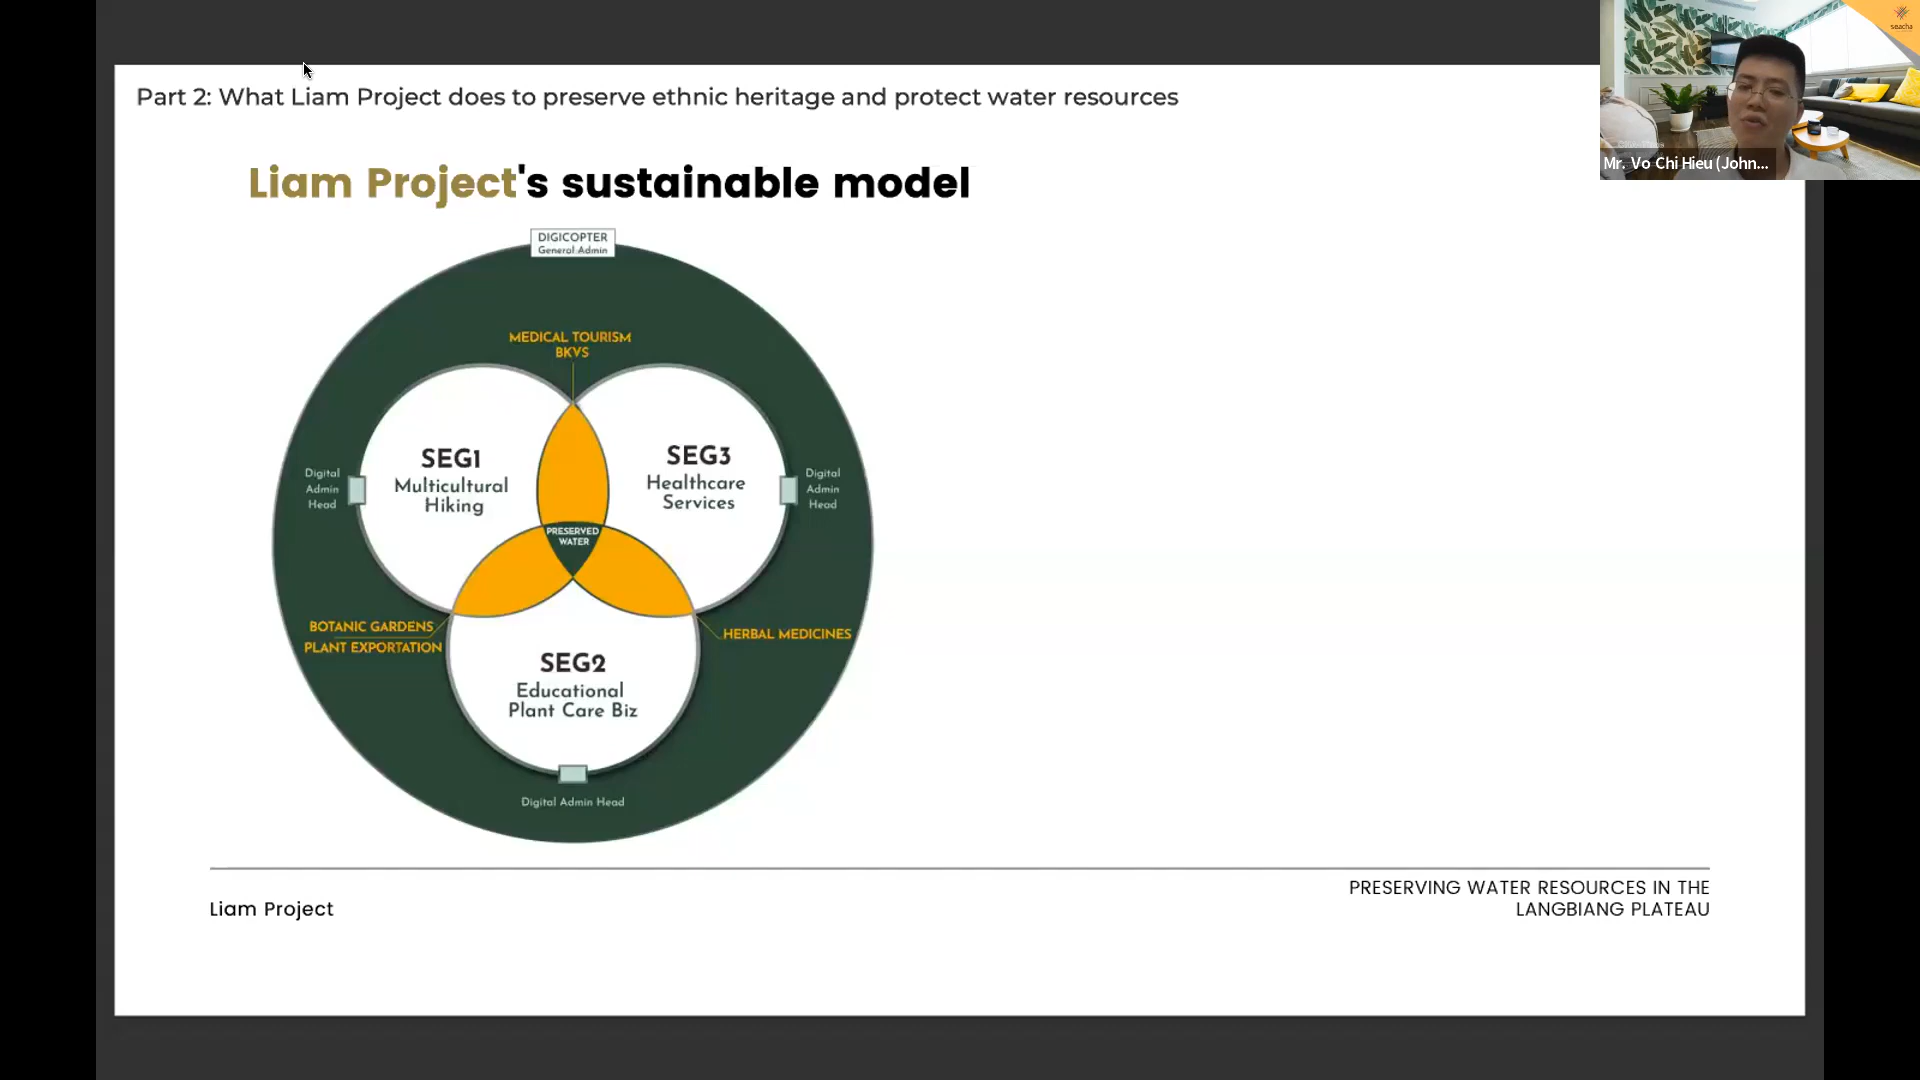 Part 2: What Liam Project does to preserve ethnic heritage and protect water resources
seacha
Mr. Vo Chi Hieu (John...
Liam Project's sustainable model
DIGICOPTER
General Admin
MEDICAL TOURISM
BKVS
SEG1
Multicultural
Hiking
SEG3
Healthcare
Services
Digital
Admin
Head
Digital
Admin
Head
PRESERVED
WATER
BOTANIC GARDENS
PLANT EXPORTATION
HERBAL MEDICINES
SEG2
Educational
Plant Care Biz
Digital Admin Head
Liam Project
PRESERVING WATER RESOURCES IN THE
LANGBIANG PLATEAU